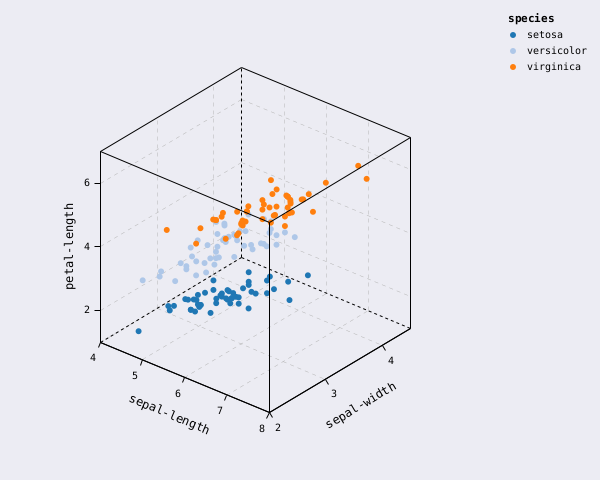 species
setosa
versicolor
virginica
6
4
2
petal-length
4
5
6
7
8
sepal-length
2
3
4
sepal-width